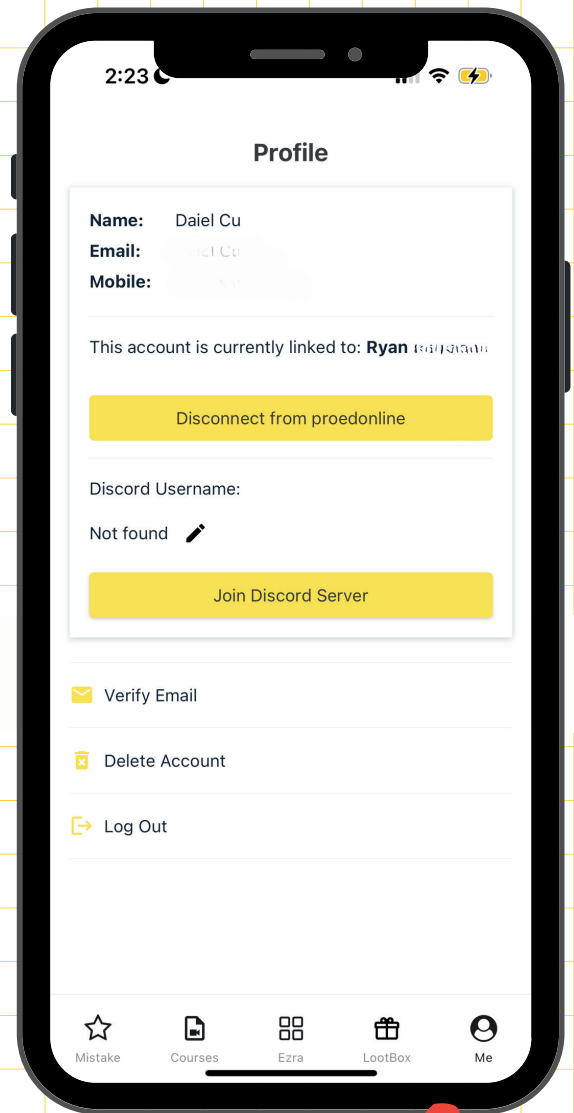 2:23
Profile
Name: Daiel Cu
Email:
Mobile:
This account is currently linked to: Ryan
Disconnect from proedonline
Discord Username:
Not found
Join Discord Server
Verify Email
Delete Account
Log Out
Mistake Courses Ezra LootBox Me